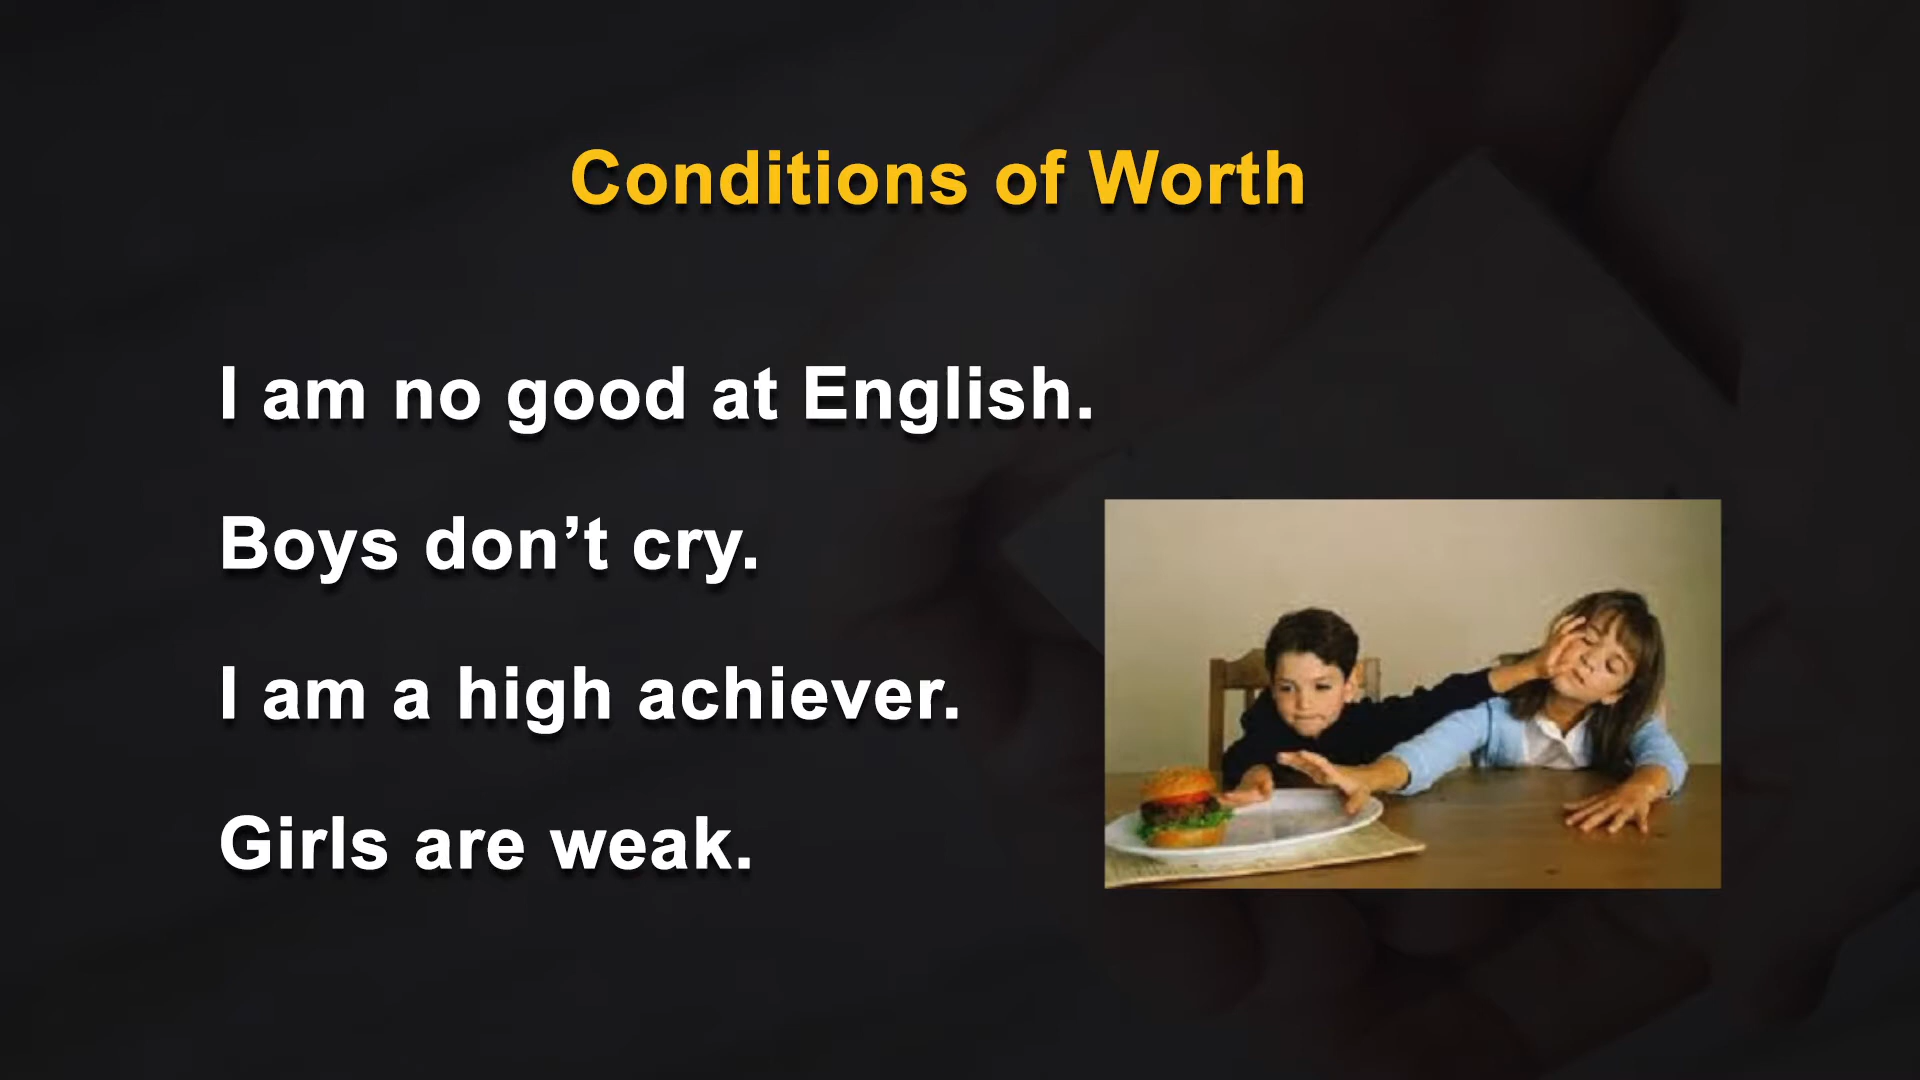 Conditions of Worth
I am no good at English.
Boys don’t cry.
I am a high achiever.
Girls are weak.